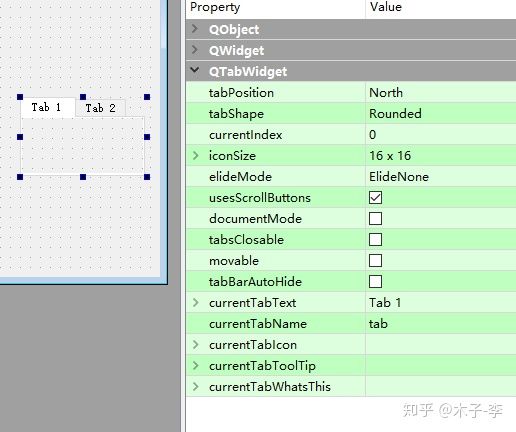 Property Value
QObject
QWidget
QTabWidget
tabPosition North
tabShape Rounded
currentIndex 0
Tab 1 Tab 2
iconSize 16 x 16
elideMode ElideNone
usesScrollButtons
documentMode
tabsClosable
movable
tabBarAutoHide
currentTabText Tab 1
currentTabName tab
currentTabIcon
currentTabToolTip
currentTabWhatsThis
知乎 @木子-李